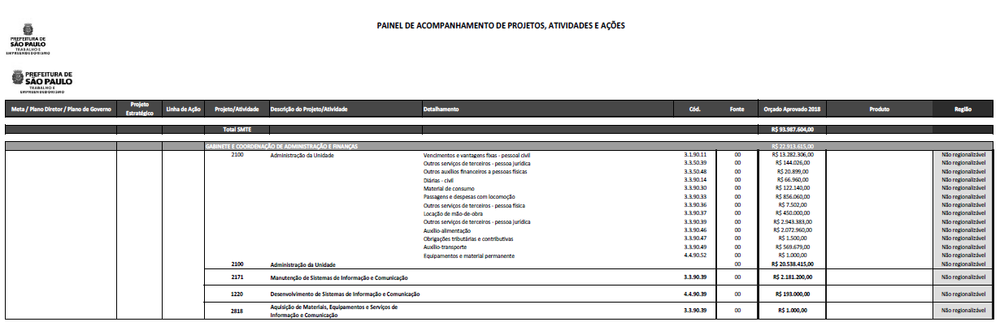 PAINEL DE ACOMPANHAMENTO DE PROJETOS, ATIVIDADES E AÇÕES
PREFEITURA DE
SÃO PAULO
TRABALHO E
EMPREENDEDORISMO
PREFEITURA DE
SÃO PAULO
TRABALHO E
EMPREENDEDORISMO
Meta / Plano Diretor / Plano de Governo Projeto Estratégico Linha de Ação Projeto/Atividade Descrição do Projeto/Atividade Detalhamento Cód. Fonte Orçado Aprovado 2018 Produto Região
Total SMTE R$ 93.987.604,00
GABINETE E COORDENAÇÃO DE ADMINISTRAÇÃO E FINANÇAS R$ 22.913.615,00
2100 Administração da Unidade Vencimentos e vantagens fixas - pessoal civil 3.1.90.11 00 R$ 13.282.306,00 Não regionalizável
Outros serviços de terceiros - pessoa jurídica 3.3.50.39 00 R$ 144.026,00 Não regionalizável
Outros auxílios financeiros a pessoas físicas 3.3.50.48 00 R$ 20.899,00 Não regionalizável
Diárias - civil 3.3.90.14 00 R$ 66.960,00 Não regionalizável
Material de consumo 3.3.90.30 00 R$ 122.140,00 Não regionalizável
Passagens e despesas com locomoção 3.3.90.33 00 R$ 856.060,00 Não regionalizável
Outros serviços de terceiros - pessoa física 3.3.90.36 00 R$ 7.502,00 Não regionalizável
Locação de mão-de-obra 3.3.90.37 00 R$ 450.000,00 Não regionalizável
Outros serviços de terceiros - pessoa jurídica 3.3.90.39 00 R$ 2.943.383,00 Não regionalizável
Auxílio-alimentação 3.3.90.46 00 R$ 2.072.960,00 Não regionalizável
Obrigações tributárias e contributivas 3.3.90.47 00 R$ 1.500,00 Não regionalizável
Auxílio-transporte 3.3.90.49 00 R$ 569.679,00 Não regionalizável
Equipamentos e material permanente 4.4.90.52 00 R$ 1.000,00 Não regionalizável
2100 Administração da Unidade 00 R$ 20.538.415,00 Não regionalizável
2171 Manutenção de Sistemas de Informação e Comunicação 3.3.90.39 00 R$ 2.181.200,00 Não regionalizável
1220 Desenvolvimento de Sistemas de Informação e Comunicação 4.4.90.39 00 R$ 193.000,00 Não regionalizável
2818 Aquisição de Materiais, Equipamentos e Serviços de Informação e Comunicação 3.3.90.39 00 R$ 1.000,00 Não regionalizável